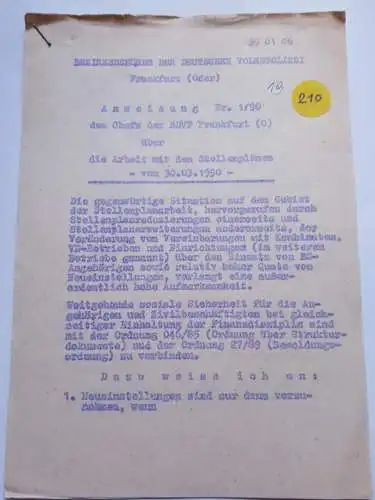 39 01 06
BEZIRKSBEHÖRDE DER DEUTSCHEN VOLKSPOLIZEI
Frankfurt (Oder)
10
210
Anweisung Nr. 1/90
des Chefs der BDVP Frankfurt (O)
über
die Arbeit mit den Stellenplänen
- vom 30.03.1990 -
Die gegenwärtige Situation auf dem Gebiet
der Stellenplanarbeit, hervorgerufen durch
Stellenplanreduzierungen einerseits und
Stellenplanerweiterungen andererseits, der
Veränderung von Vereinbarungen mit Kombinaten,
VE-Betrieben und Einrichtungen (im weiteren
Betriebe genannt) über den Einsatz von BS-
Angehörigen sowie relativ hoher Quote von
Neueinstellungen, verlangt eine außer-
ordentlich hohe Aufmerksamkeit.
Weitgehende soziale Sicherheit für die An-
gehörigen und Zivilbeschäftigten bei gleich-
zeitiger Einhaltung der Finanzdisziplin sind
mit der Ordnung 046/85 (Ordnung über Struktur-
dokumente) und der Ordnung 27/89 (Besoldungs-
ordnung) zu verbinden.
Dazu weise ich an:
1. Neueinstellungen sind nur dann vorzu-
nehmen, wenn